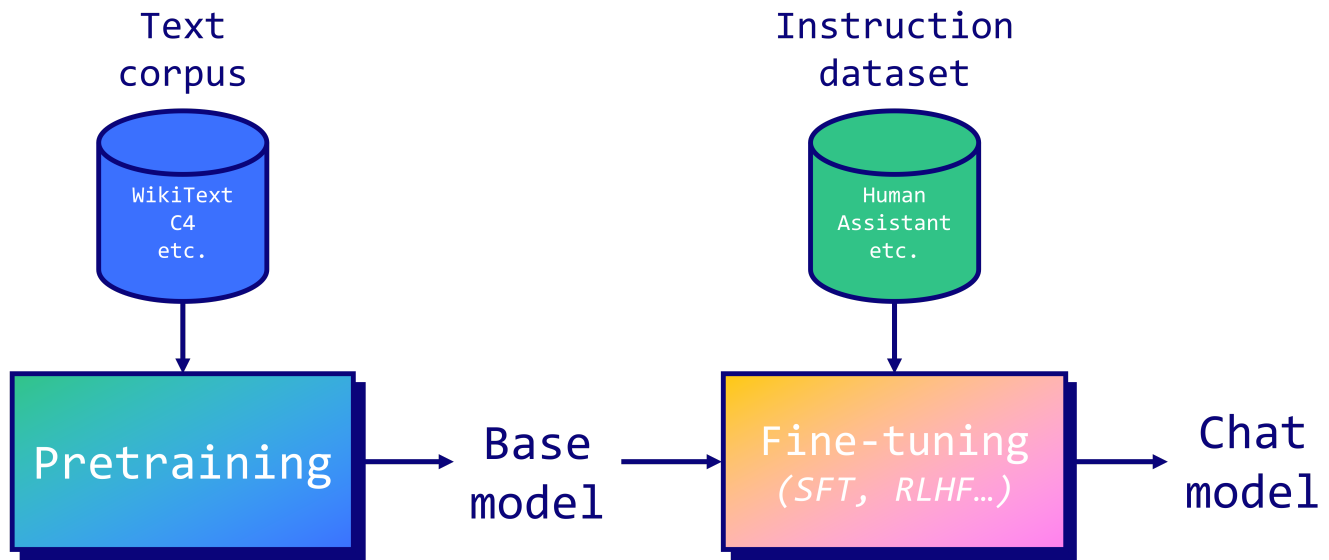 Text
corpus
WikiText
C4
etc.
Pretraining
Base
model
Instruction
dataset
Human
Assistant
etc.
Fine-tuning
(SFT, RLHF…)
Chat
model